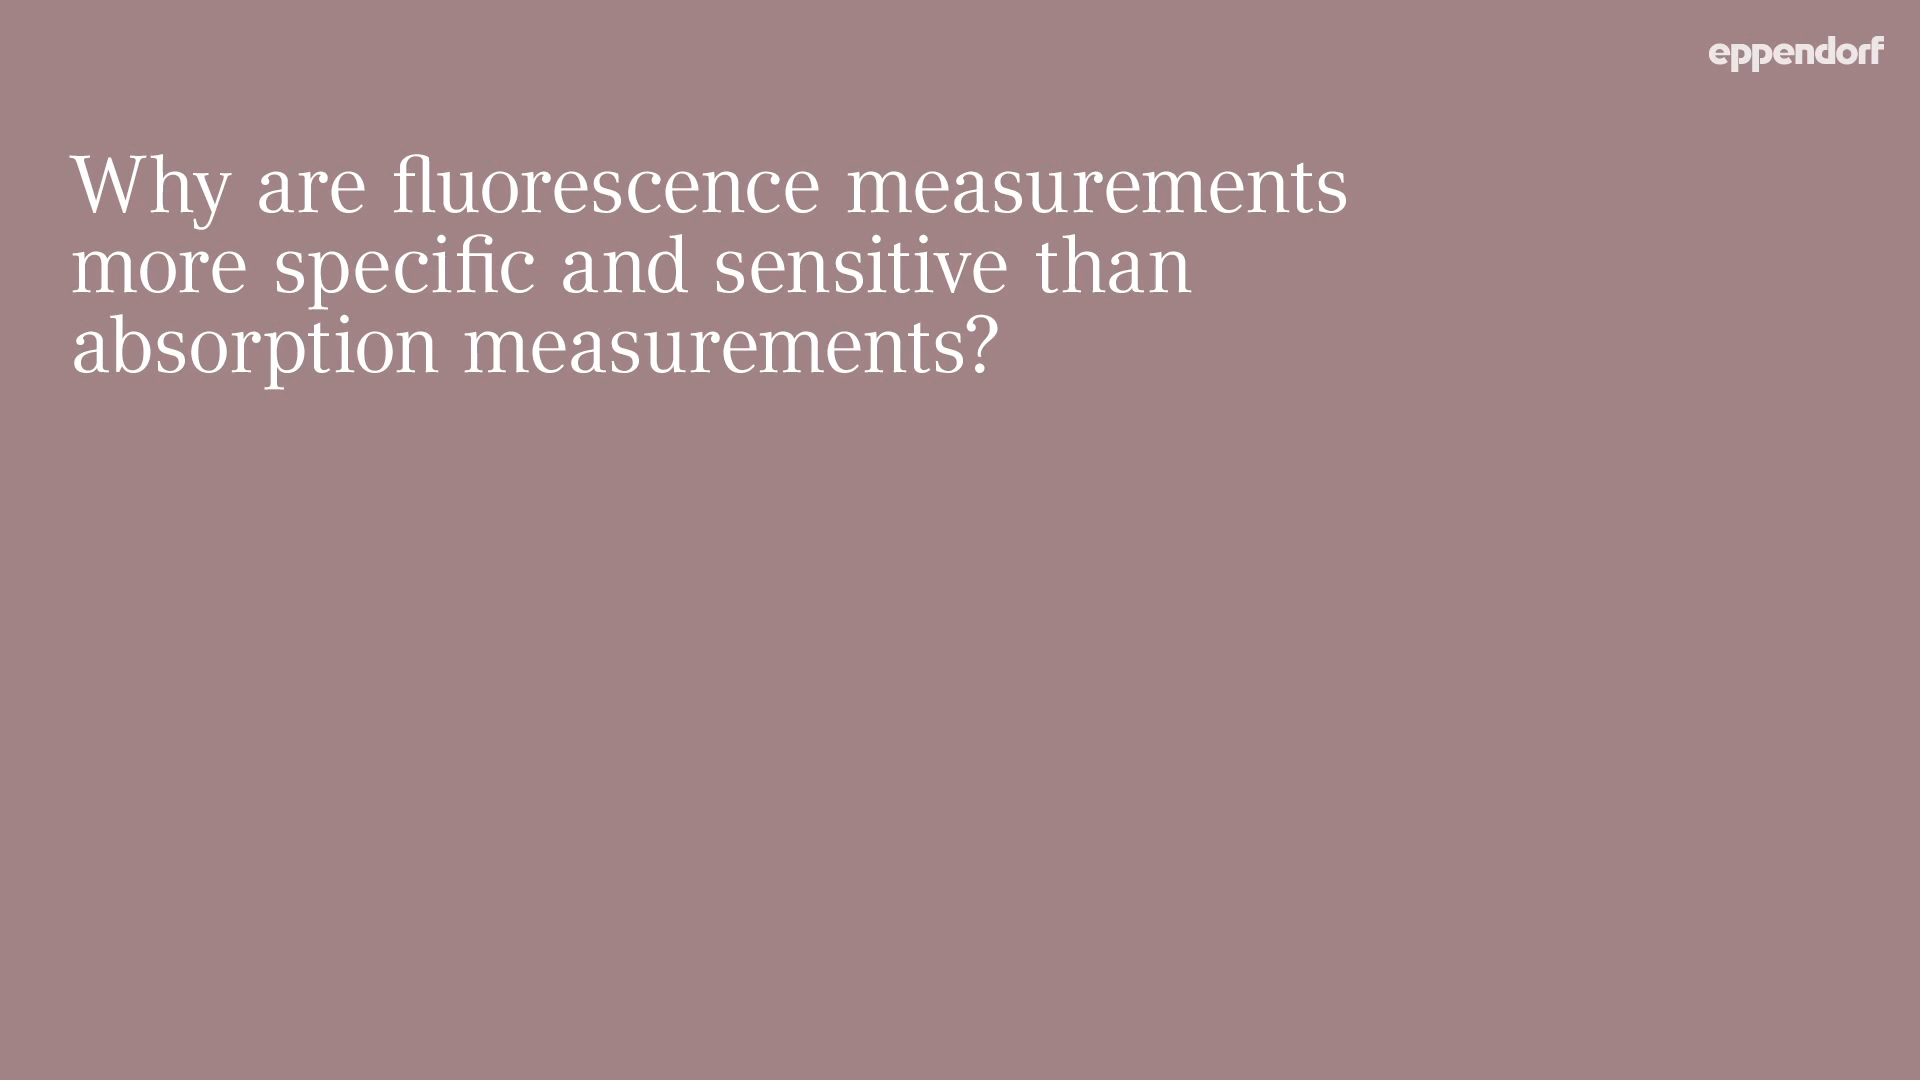 eppendorf
Why are fluorescence measurements
more specific and sensitive than
absorption measurements?